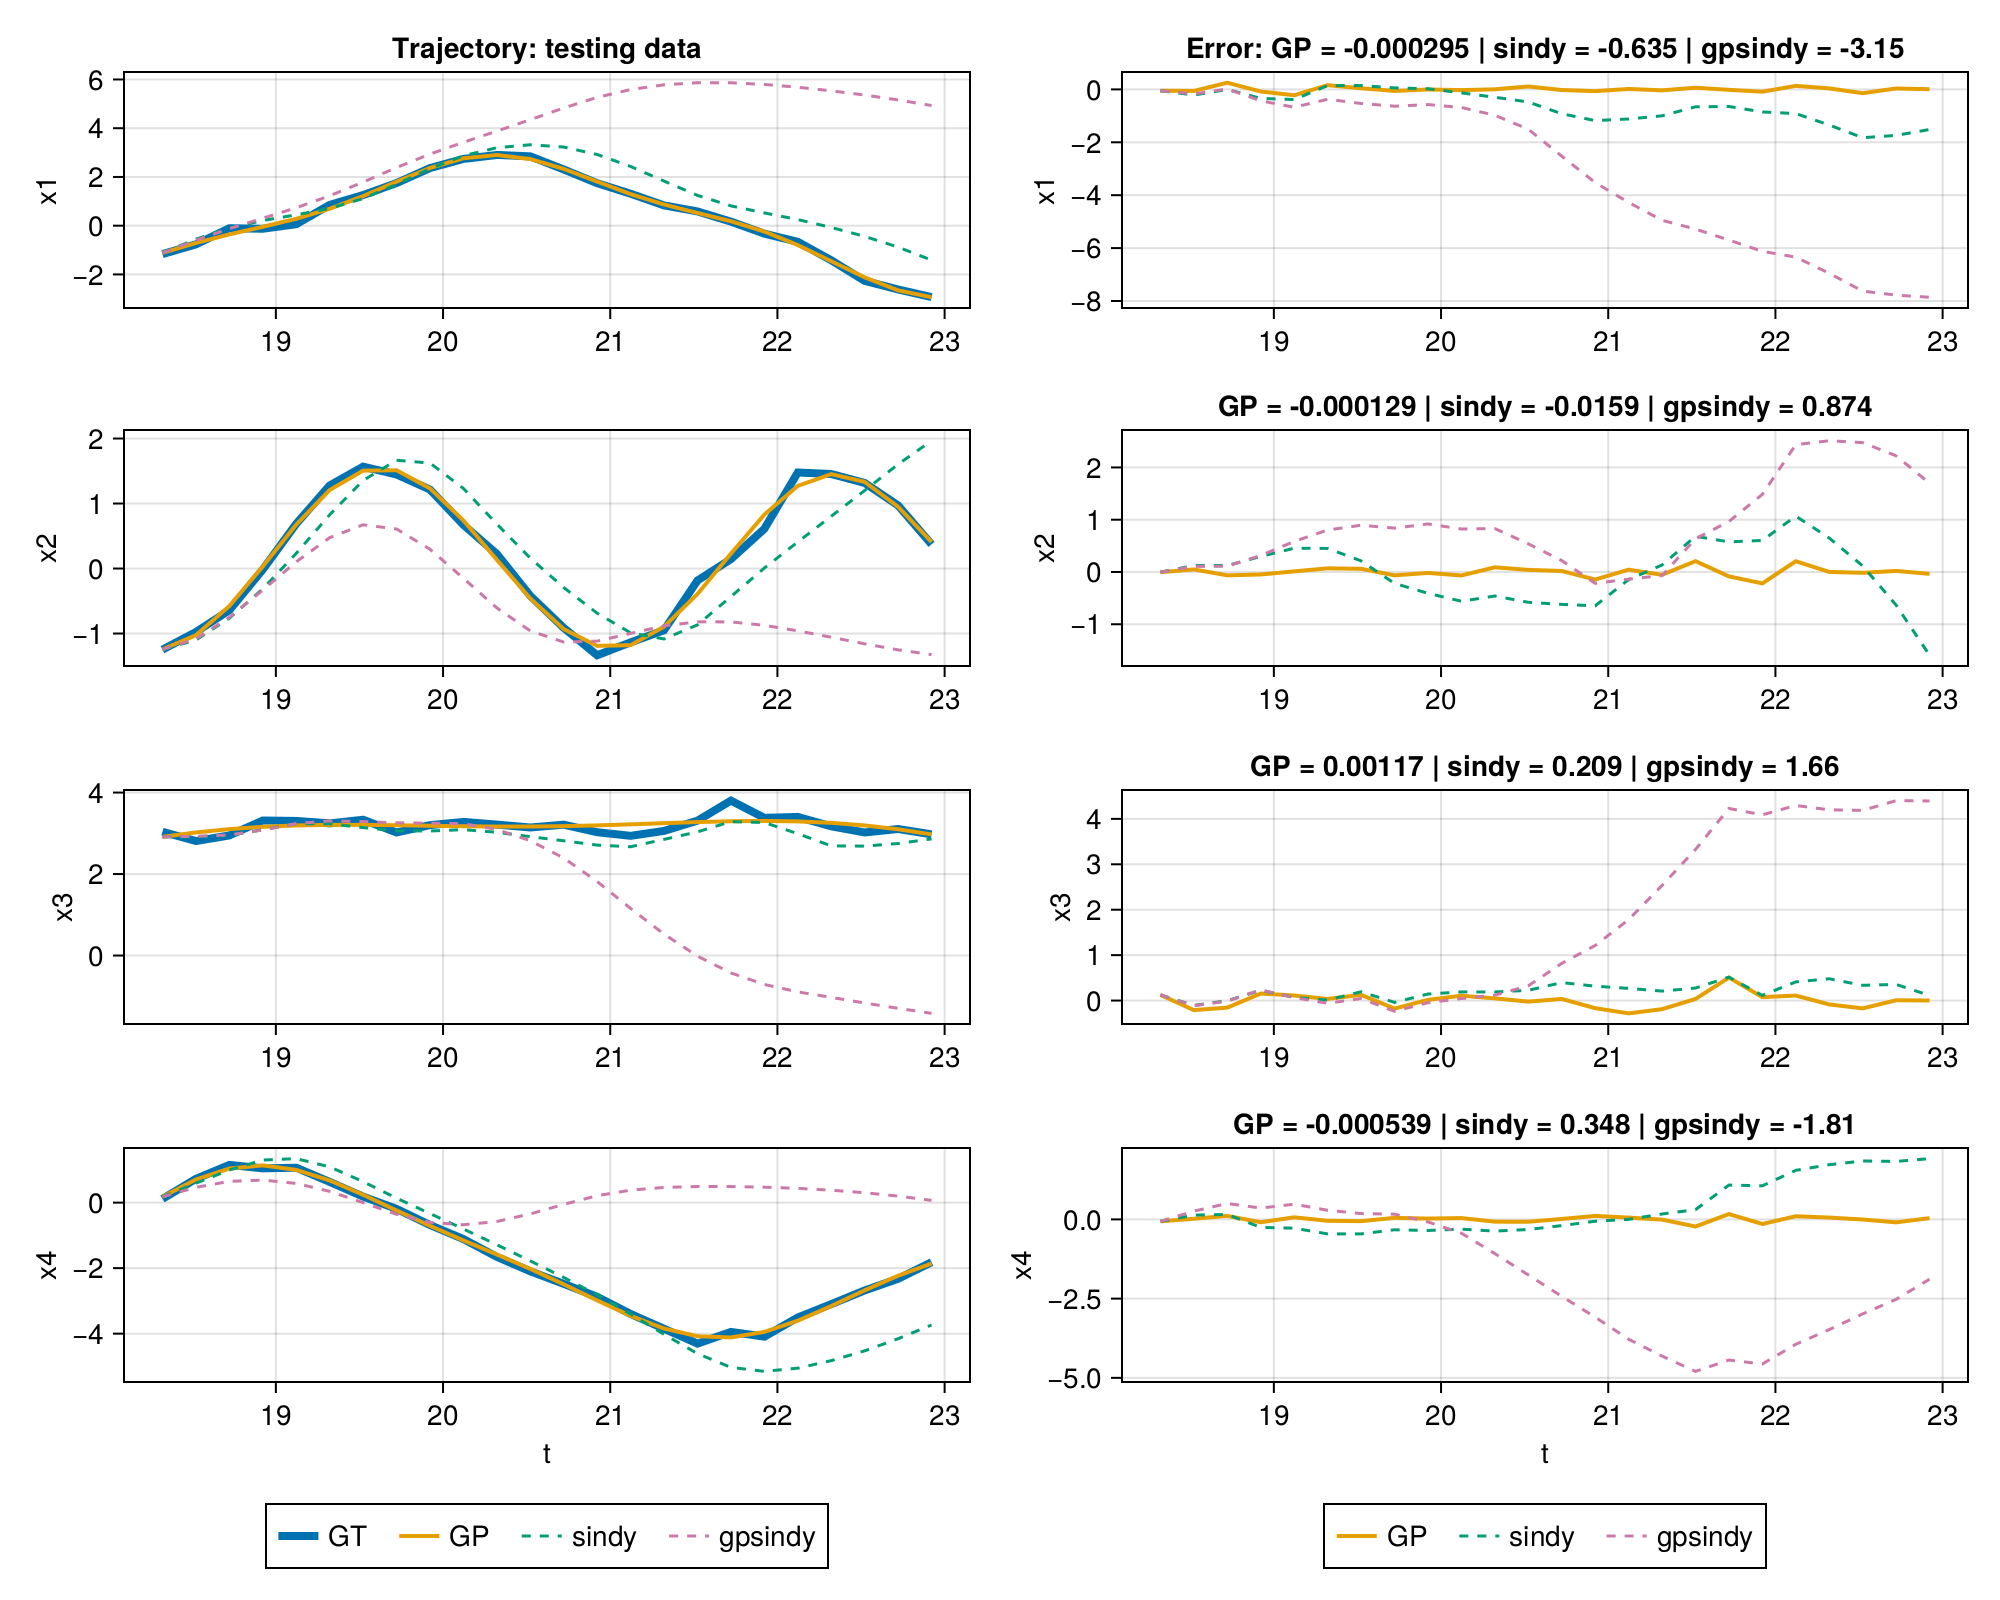 Trajectory: testing data
6
4
2
0
−2
x1
19 20 21 22 23
Error: GP = -0.000295 | sindy = -0.635 | gpsindy = -3.15
0
−2
−4
−6
−8
x1
19 20 21 22 23
2
1
0
−1
x2
19 20 21 22 23
GP = -0.000129 | sindy = -0.0159 | gpsindy = 0.874
2
1
0
−1
x2
19 20 21 22 23
4
2
0
x3
19 20 21 22 23
GP = 0.00117 | sindy = 0.209 | gpsindy = 1.66
4
3
2
1
0
x3
19 20 21 22 23
0
−2
−4
x4
19 20 21 22 23
t
GP = -0.000539 | sindy = 0.348 | gpsindy = -1.81
0.0
−2.5
−5.0
x4
19 20 21 22 23
t
GT GP sindy gpsindy
GP sindy gpsindy